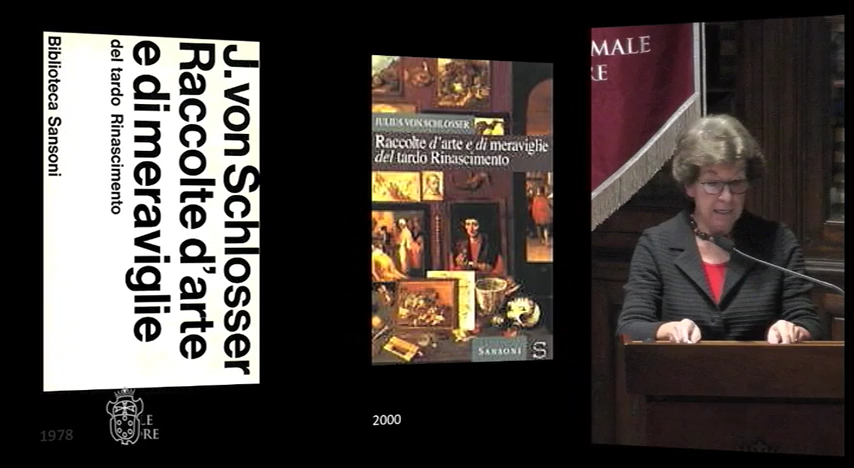 J. von Schlosser
Raccolte d'arte
e di meraviglie
del tardo Rinascimento
Biblioteca Sansoni
JULIUS VON SCHLOSSER
Raccolte d'arte e di meraviglie
del tardo Rinascimento
SANSONI S
1978
LE
RE
2000
MALE
RE